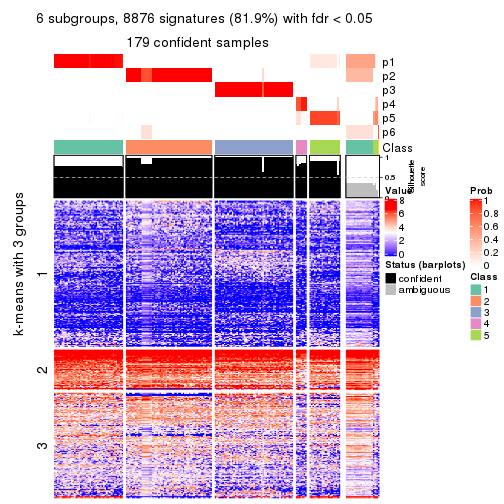 6 subgroups, 8876 signatures (81.9%) with fdr < 0.05
179 confident samples
p1
p2
p3
p4
p5
p6
Class
1
0.5
0
Silhouette
score
k-means with 3 groups
1
2
3
Value
8
6
4
2
0
Status (barplots)
confident
ambiguous
Prob
1
0.8
0.6
0.4
0.2
0
Class
1
2
3
4
5